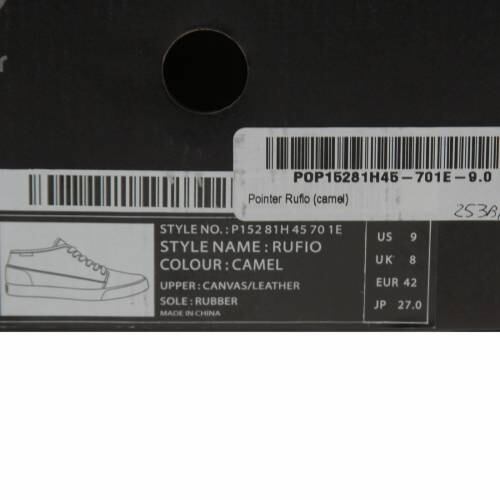 r
POP15281H45-701E-9.0
Pointer Rufio (camel)
STYLE NO.: P152 81H 45 70 1E
STYLE NAME : RUFIO
COLOUR : CAMEL
UPPER : CANVAS/LEATHER
SOLE : RUBBER
MADE IN CHINA
US 9
UK 8
EUR 42
JP 27.0